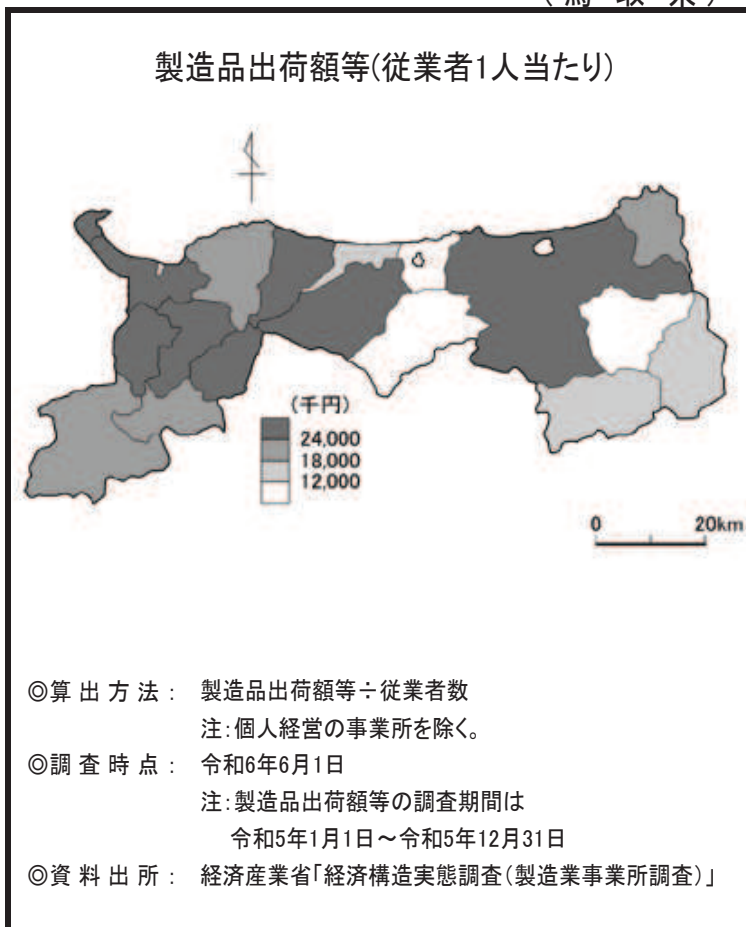 製造品出荷額等(従業者1人当たり)
(千円)
24,000
18,000
12,000
0 20km
◎算出方法： 製造品出荷額等÷従業者数
注:個人経営の事業所を除く。
◎調査時点： 令和6年6月1日
注:製造品出荷額等の調査期間は
令和5年1月1日～令和5年12月31日
◎資料出所： 経済産業省「経済構造実態調査(製造業事業所調査)」